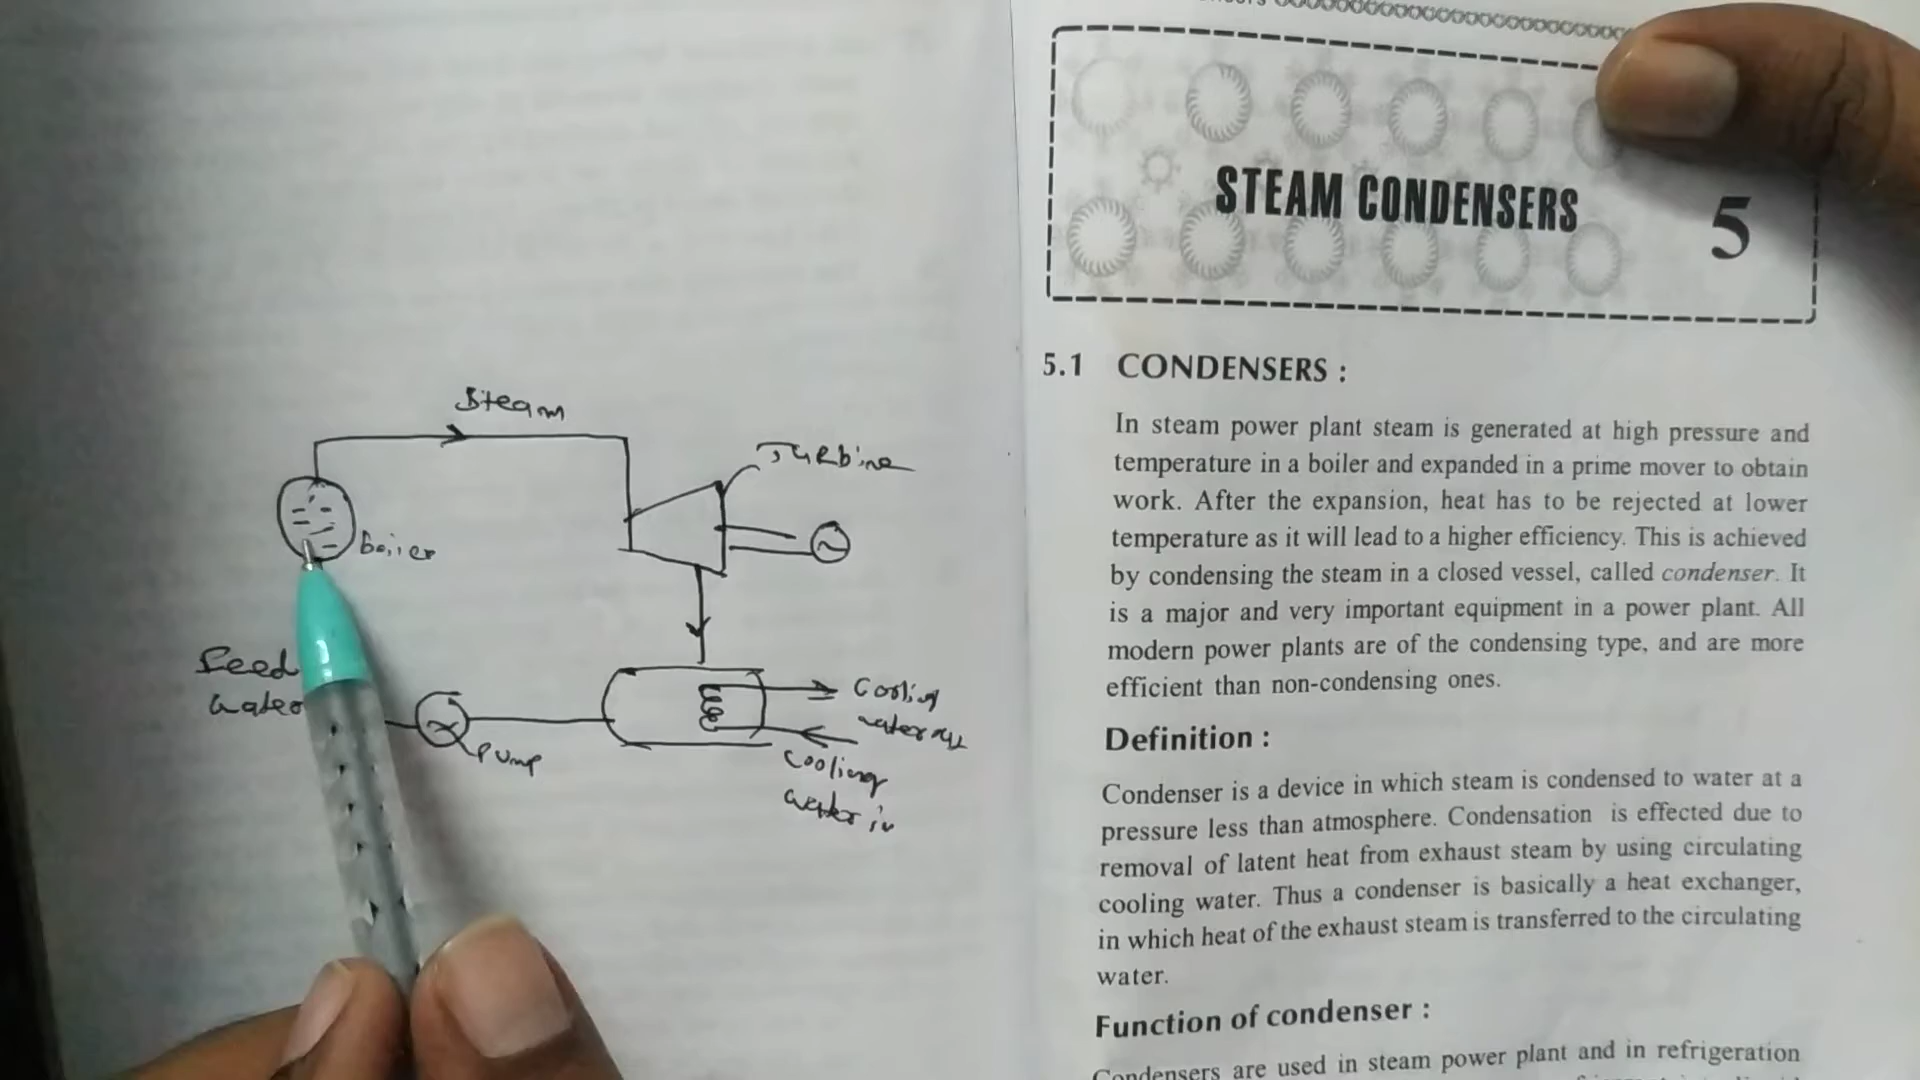 Steam
Turbine
Boiler
Feed
water
Pump
Cooling
water out
Cooling
water in
STEAM CONDENSERS
5
5.1 CONDENSERS :
In steam power plant steam is generated at high pressure and
temperature in a boiler and expanded in a prime mover to obtain
work. After the expansion, heat has to be rejected at lower
temperature as it will lead to a higher efficiency. This is achieved
by condensing the steam in a closed vessel, called condenser. It
is a major and very important equipment in a power plant. All
modern power plants are of the condensing type, and are more
efficient than non-condensing ones.
Definition :
Condenser is a device in which steam is condensed to water at a
pressure less than atmosphere. Condensation is effected due to
removal of latent heat from exhaust steam by using circulating
cooling water. Thus a condenser is basically a heat exchanger,
in which heat of the exhaust steam is transferred to the circulating
water.
Function of condenser :
Condensers are used in steam power plant and in refrigeration